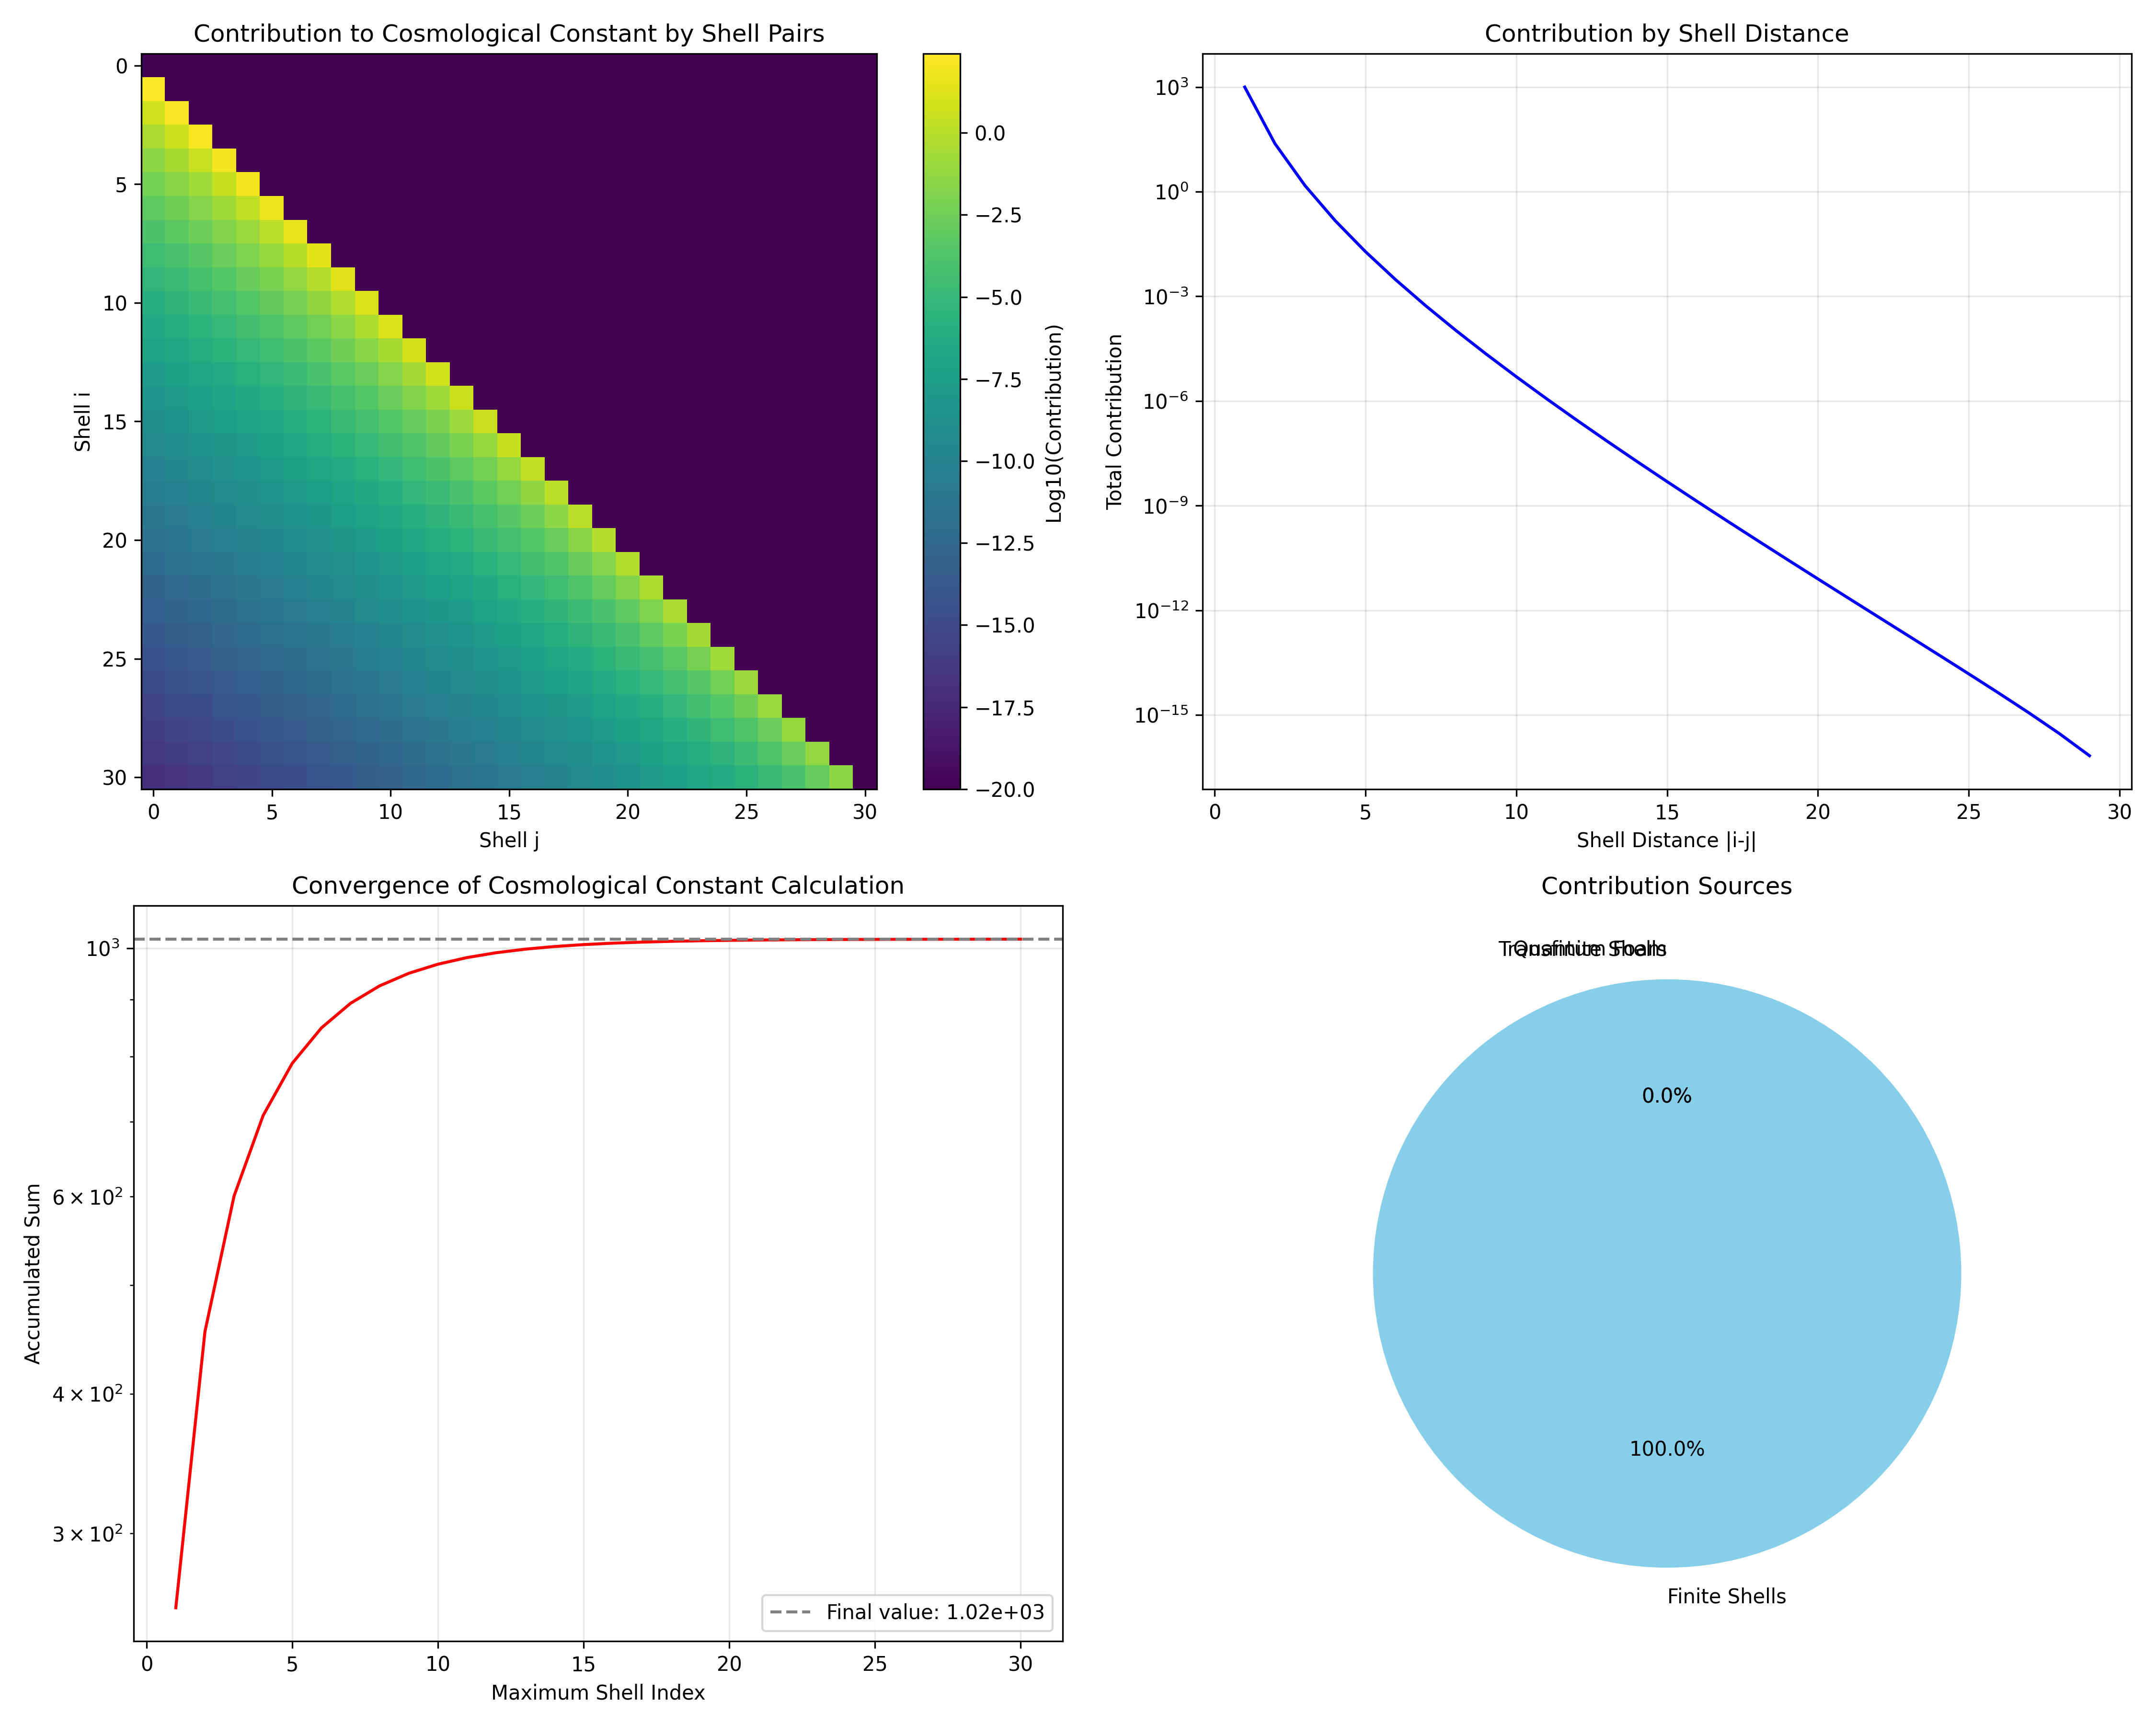 Contribution to Cosmological Constant by Shell Pairs
0
5
10
15
20
25
30
Shell i
0 5 10 15 20 25 30
Shell j
0.0
−2.5
−5.0
−7.5
−10.0
−12.5
−15.0
−17.5
−20.0
Log10(Contribution)
Contribution by Shell Distance
10³
10⁰
10⁻³
10⁻⁶
10⁻⁹
10⁻¹²
10⁻¹⁵
Total Contribution
0 5 10 15 20 25 30
Shell Distance |i-j|
Convergence of Cosmological Constant Calculation
10³
6 × 10²
4 × 10²
3 × 10²
Accumulated Sum
Final value: 1.02e+03
0 5 10 15 20 25 30
Maximum Shell Index
Contribution Sources
0.0%
100.0%
Finite Shells